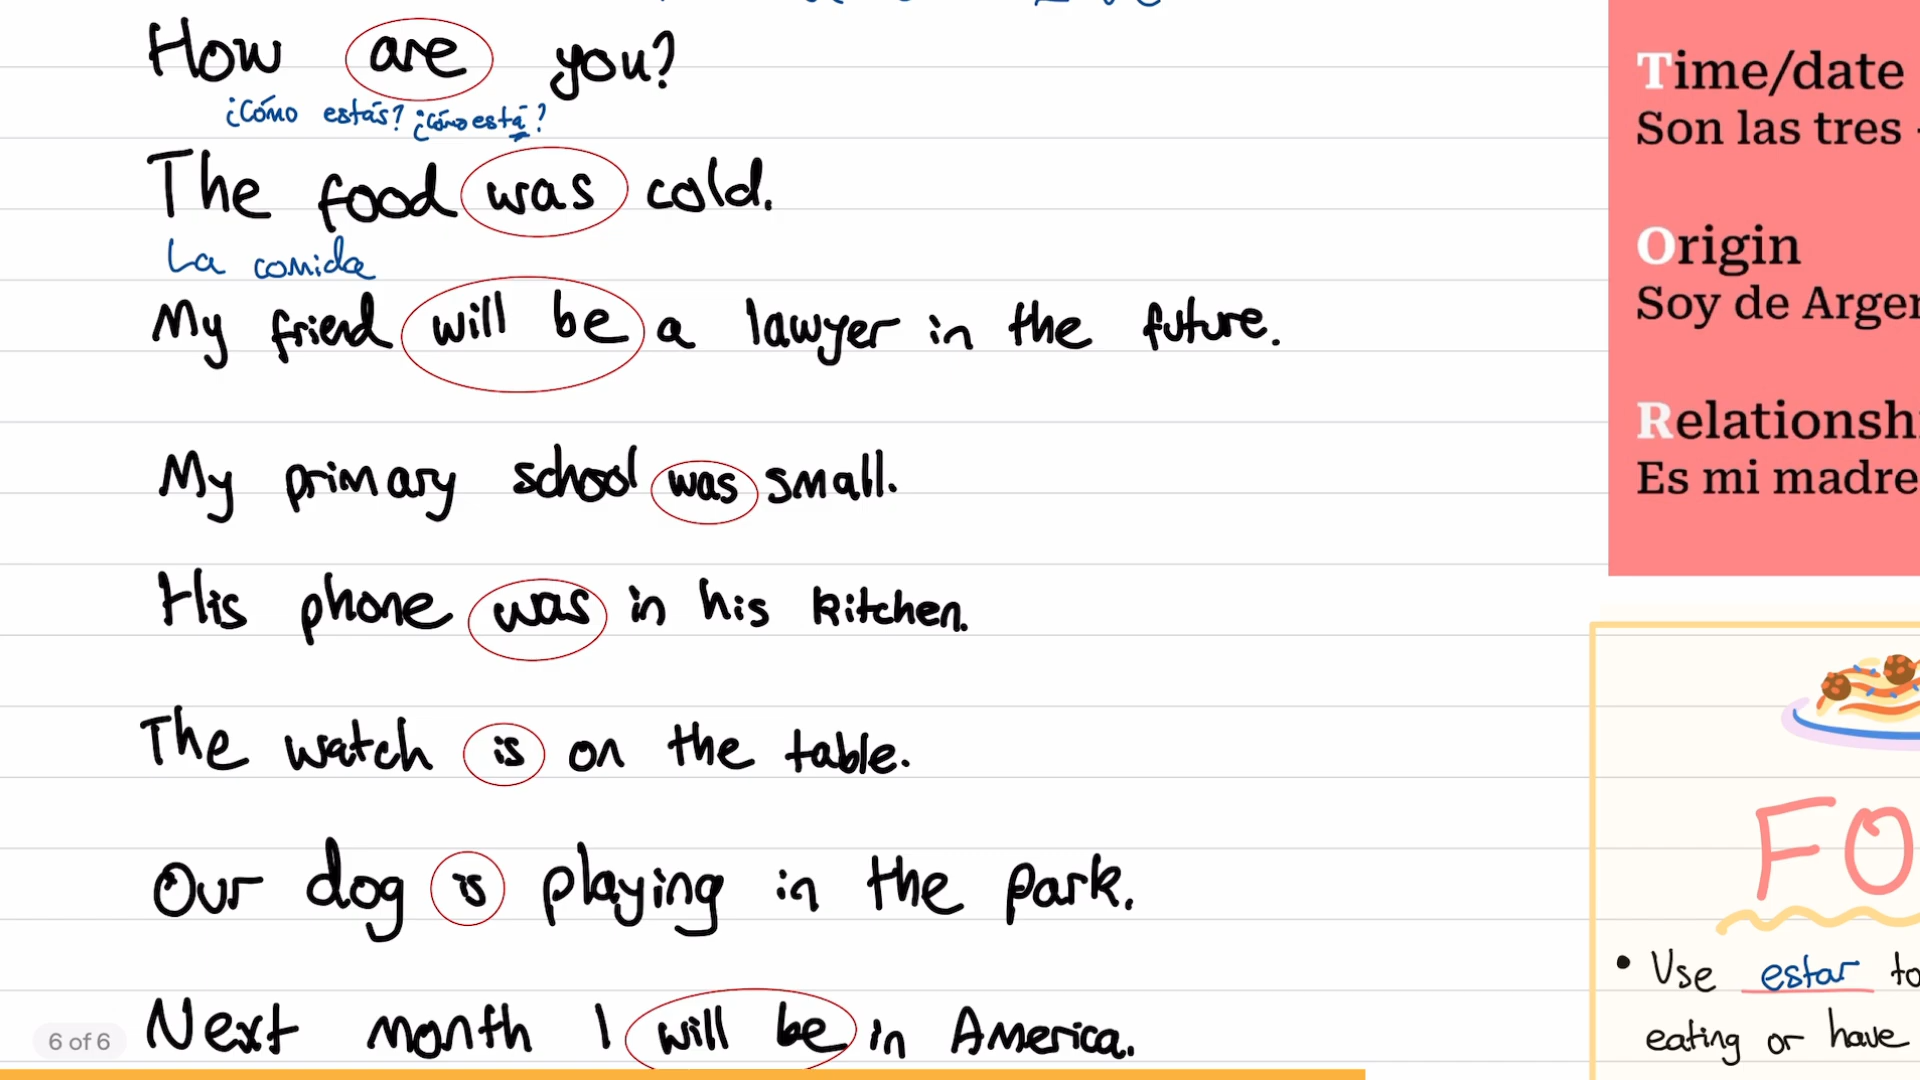 How are you?
¿Cómo estás? ¿Cómo está?
The food was cold.
La comida
My friend will be a lawyer in the future.
My primary school was small.
His phone was in his kitchen.
The watch is on the table.
Our dog is playing in the park.
Next month I will be in America.
6 of 6
Time/date
Son las tres
Origin
Soy de Argen
Relationshi
Es mi madre
FO
• Use estar to
eating or have